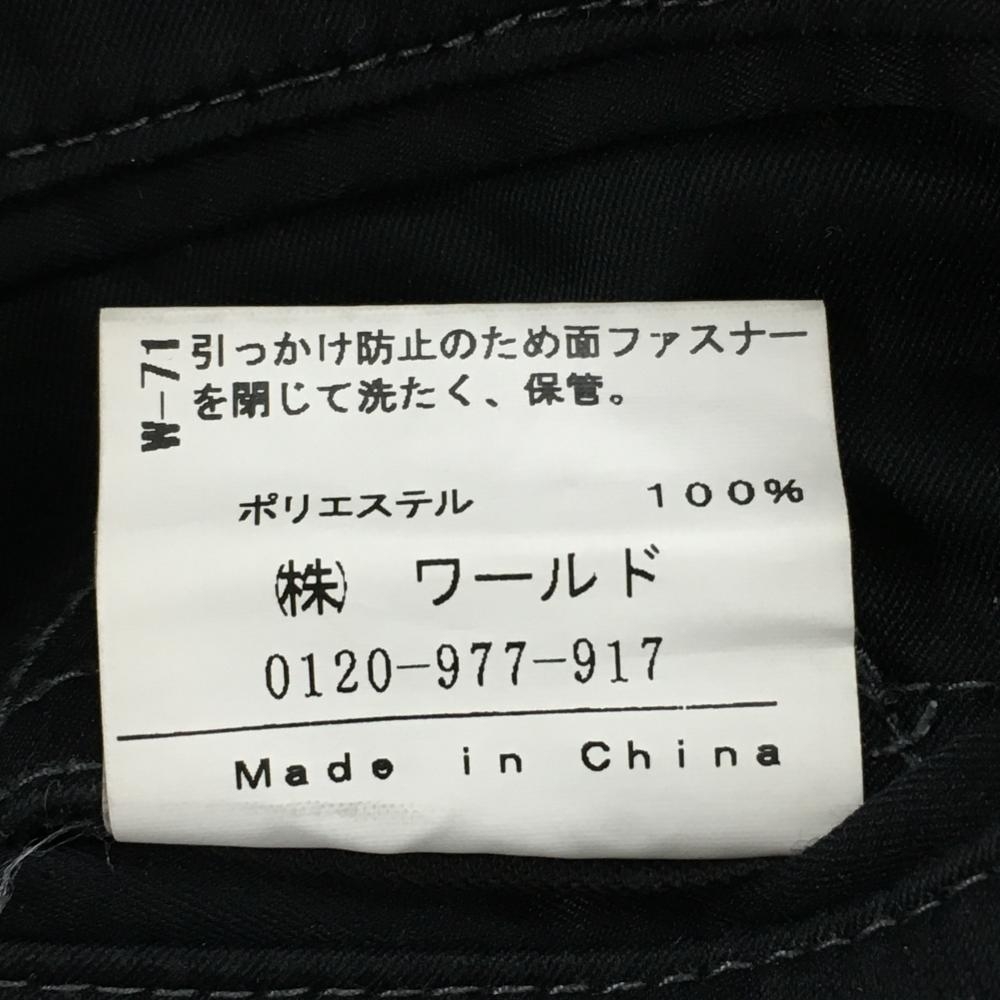 W-71
引っかけ防止のため面ファスナー
を閉じて洗たく、保管。
ポリエステル 100%
㈱ ワールド
0120-977-917
Made in China